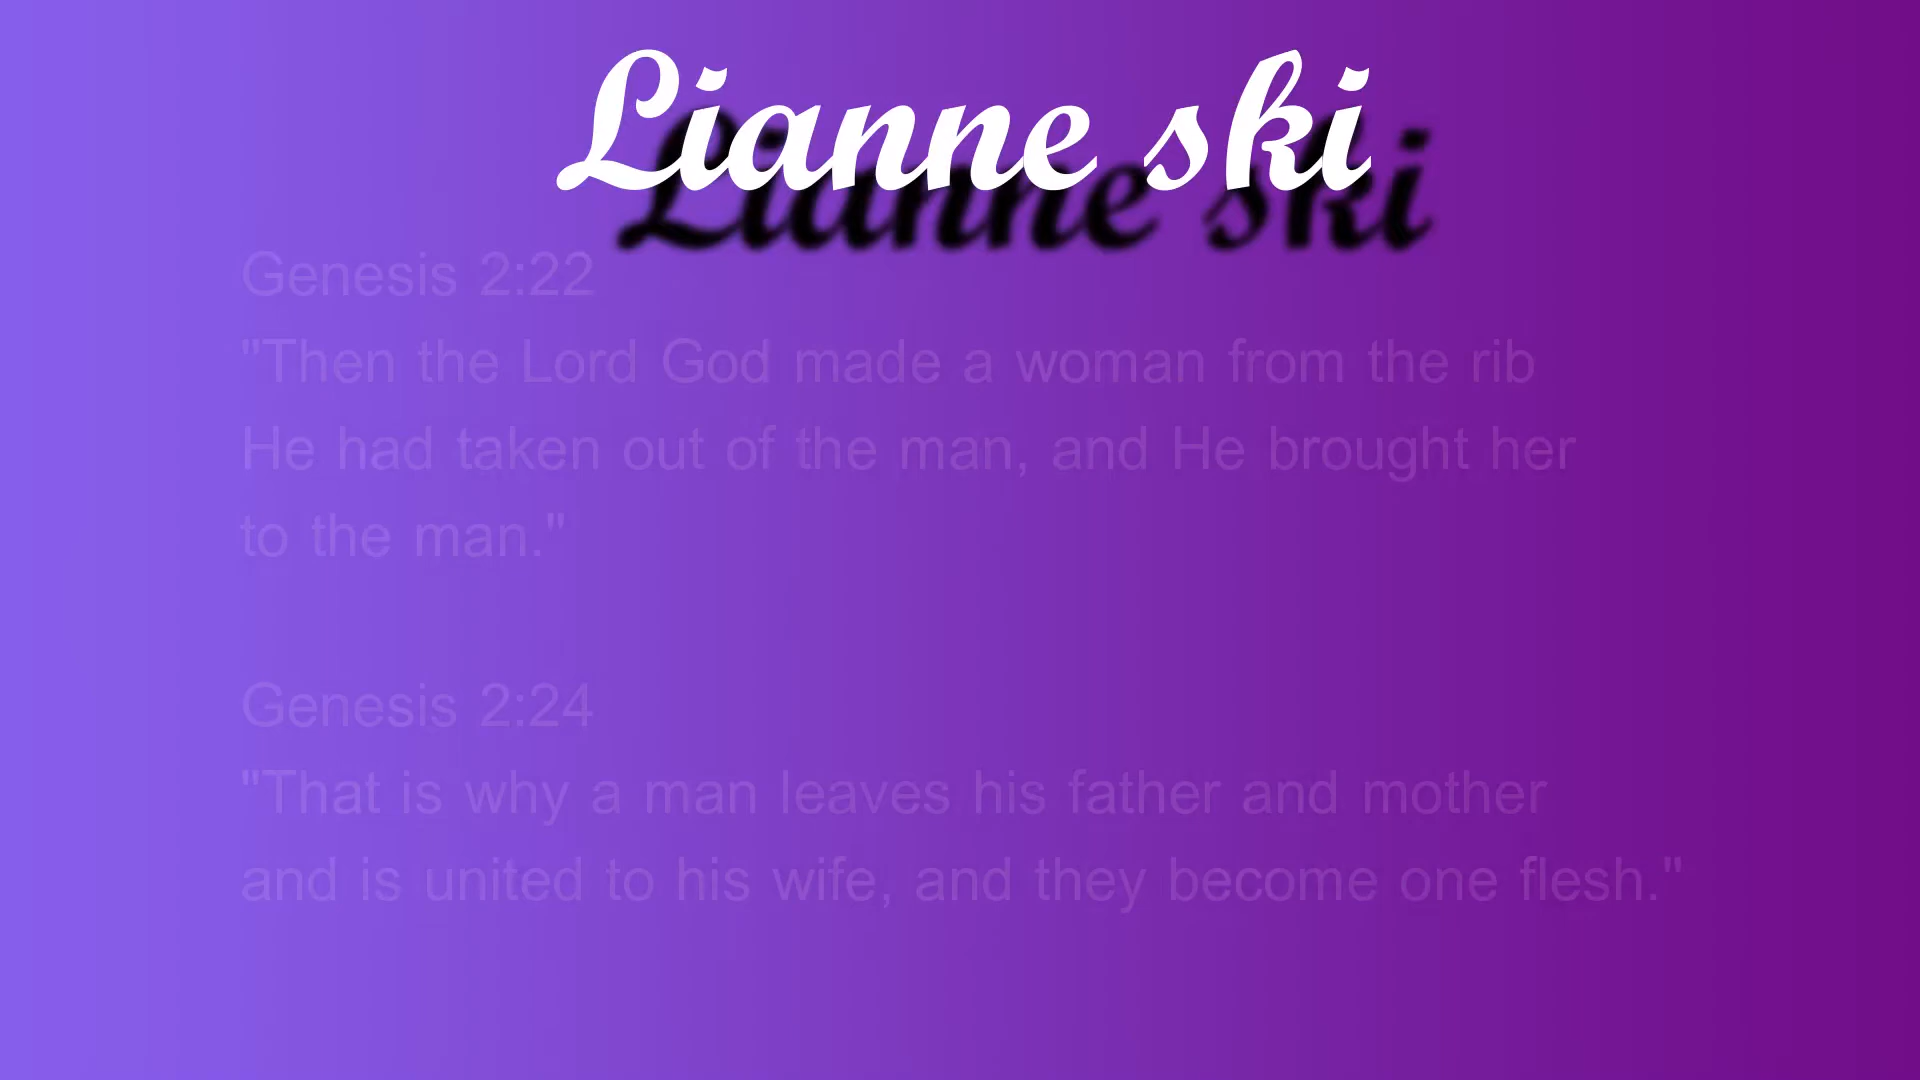 Lianne ski
Genesis 2:22
"Then the Lord God made a woman from the rib
He had taken out of the man, and He brought her
to the man."
Genesis 2:24
"That is why a man leaves his father and mother
and is united to his wife, and they become one flesh."